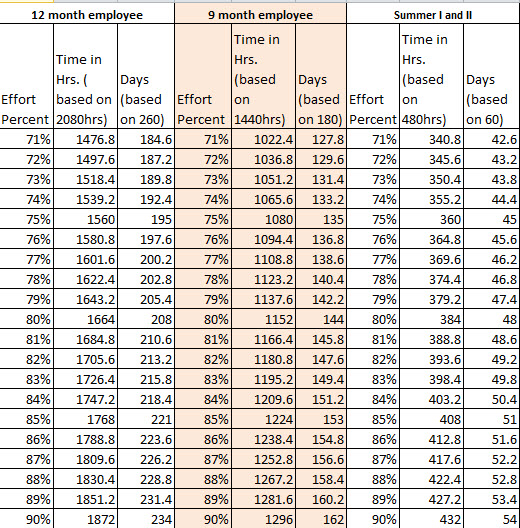 12 month employee 9 month employee Summer I and II
Time in Time in
Hrs. Hrs. Time in
Hrs. ( Days (based Days Hrs. Days
Effort based on (based Effort on (based Effort (based on (based
Percent 2080hrs) on 260) Percent 1440hrs) on 180) Percent 480hrs) on 60)
71% 1476.8 184.6 71% 1022.4 127.8 71% 340.8 42.6
72% 1497.6 187.2 72% 1036.8 129.6 72% 345.6 43.2
73% 1518.4 189.8 73% 1051.2 131.4 73% 350.4 43.8
74% 1539.2 192.4 74% 1065.6 133.2 74% 355.2 44.4
75% 1560 195 75% 1080 135 75% 360 45
76% 1580.8 197.6 76% 1094.4 136.8 76% 364.8 45.6
77% 1601.6 200.2 77% 1108.8 138.6 77% 369.6 46.2
78% 1622.4 202.8 78% 1123.2 140.4 78% 374.4 46.8
79% 1643.2 205.4 79% 1137.6 142.2 79% 379.2 47.4
80% 1664 208 80% 1152 144 80% 384 48
81% 1684.8 210.6 81% 1166.4 145.8 81% 388.8 48.6
82% 1705.6 213.2 82% 1180.8 147.6 82% 393.6 49.2
83% 1726.4 215.8 83% 1195.2 149.4 83% 398.4 49.8
84% 1747.2 218.4 84% 1209.6 151.2 84% 403.2 50.4
85% 1768 221 85% 1224 153 85% 408 51
86% 1788.8 223.6 86% 1238.4 154.8 86% 412.8 51.6
87% 1809.6 226.2 87% 1252.8 156.6 87% 417.6 52.2
88% 1830.4 228.8 88% 1267.2 158.4 88% 422.4 52.8
89% 1851.2 231.4 89% 1281.6 160.2 89% 427.2 53.4
90% 1872 234 90% 1296 162 90% 432 54